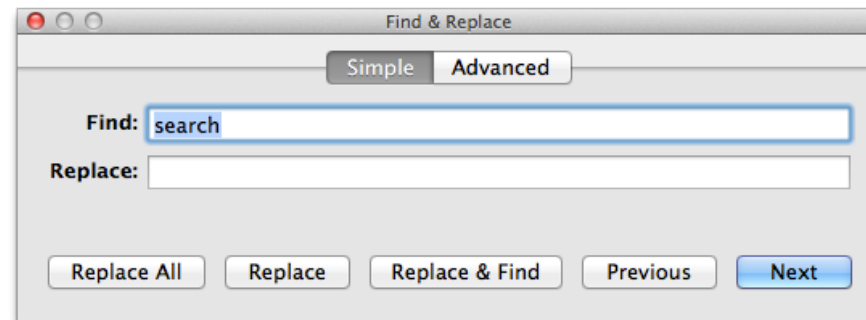 Find & Replace
Simple Advanced
Find: search
Replace:
Replace All Replace Replace & Find Previous Next